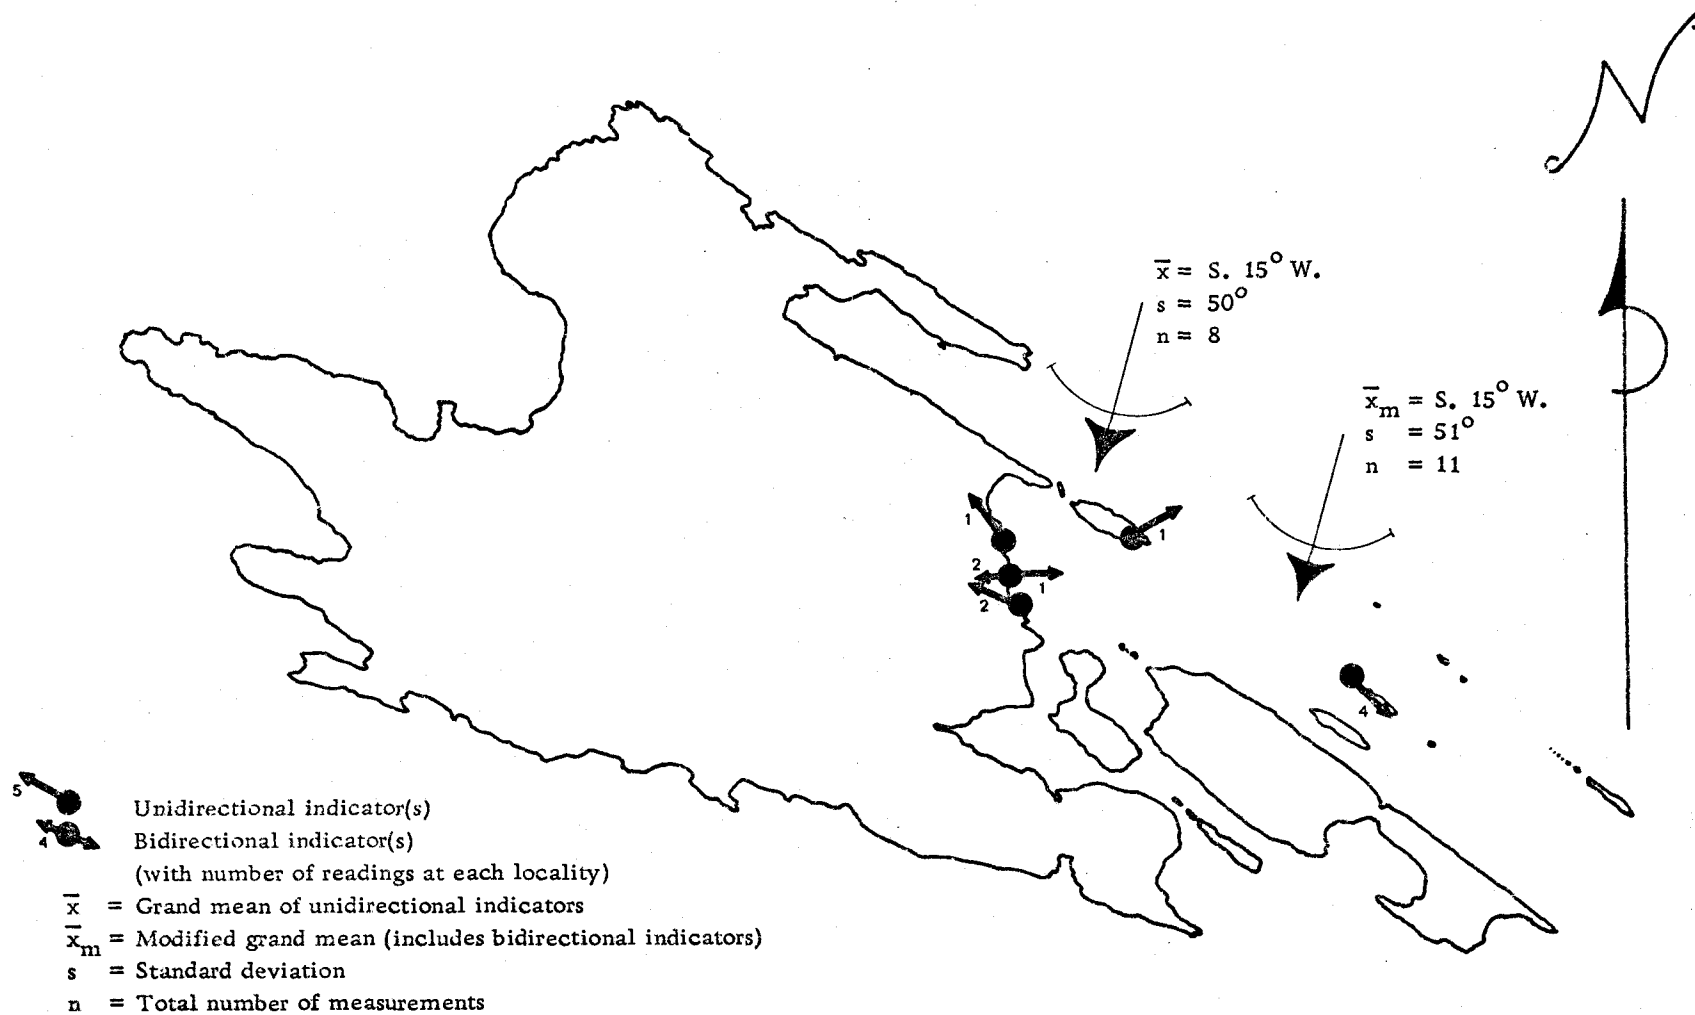 N
x̄ = S. 15° W.
s = 50°
n = 8
x̄m = S. 15° W.
s = 51°
n = 11
1
1
2
1
2
4
5
Unidirectional indicator(s)
4
Bidirectional indicator(s)
(with number of readings at each locality)
x̄ = Grand mean of unidirectional indicators
x̄m = Modified grand mean (includes bidirectional indicators)
s = Standard deviation
n = Total number of measurements